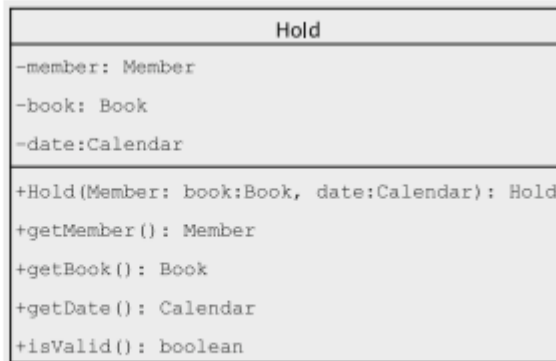 Hold
-member: Member
-book: Book
-date:Calendar
+Hold(Member: book:Book, date:Calendar): Hold
+getMember(): Member
+getBook(): Book
+getDate(): Calendar
+isValid(): boolean